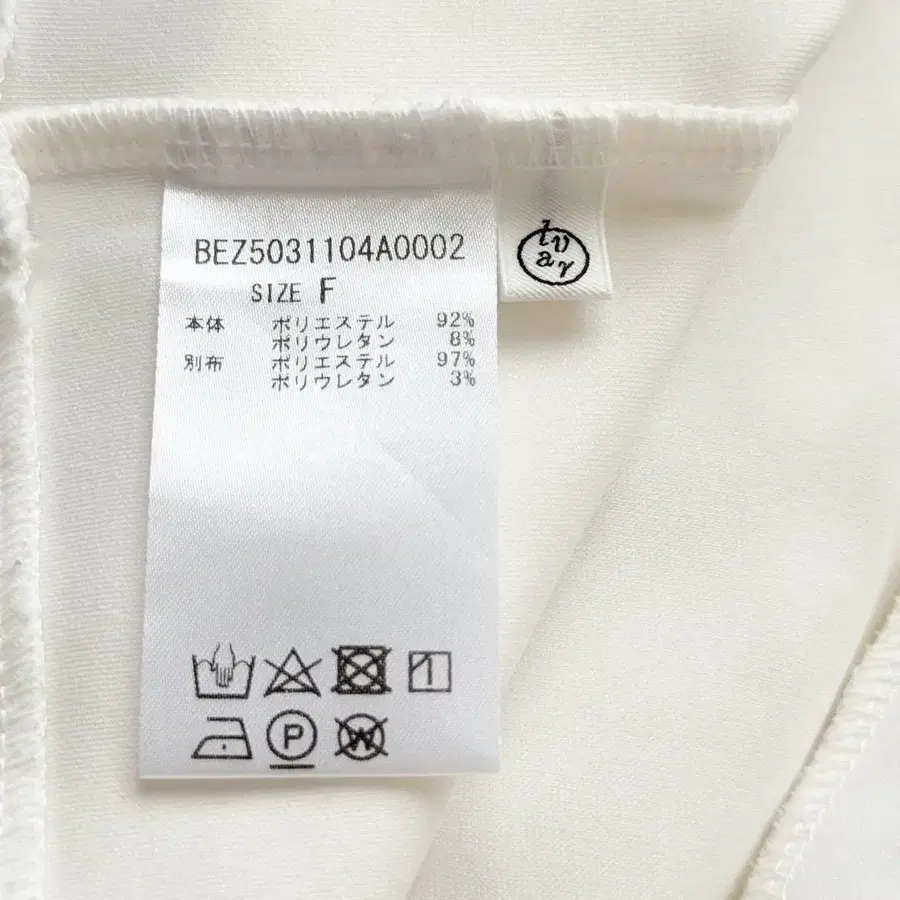 BEZ5031104A0002
SIZE F
本体 ポリエステル 92%
ポリウレタン 8%
別布 ポリエステル 97%
ポリウレタン 3%
P
W